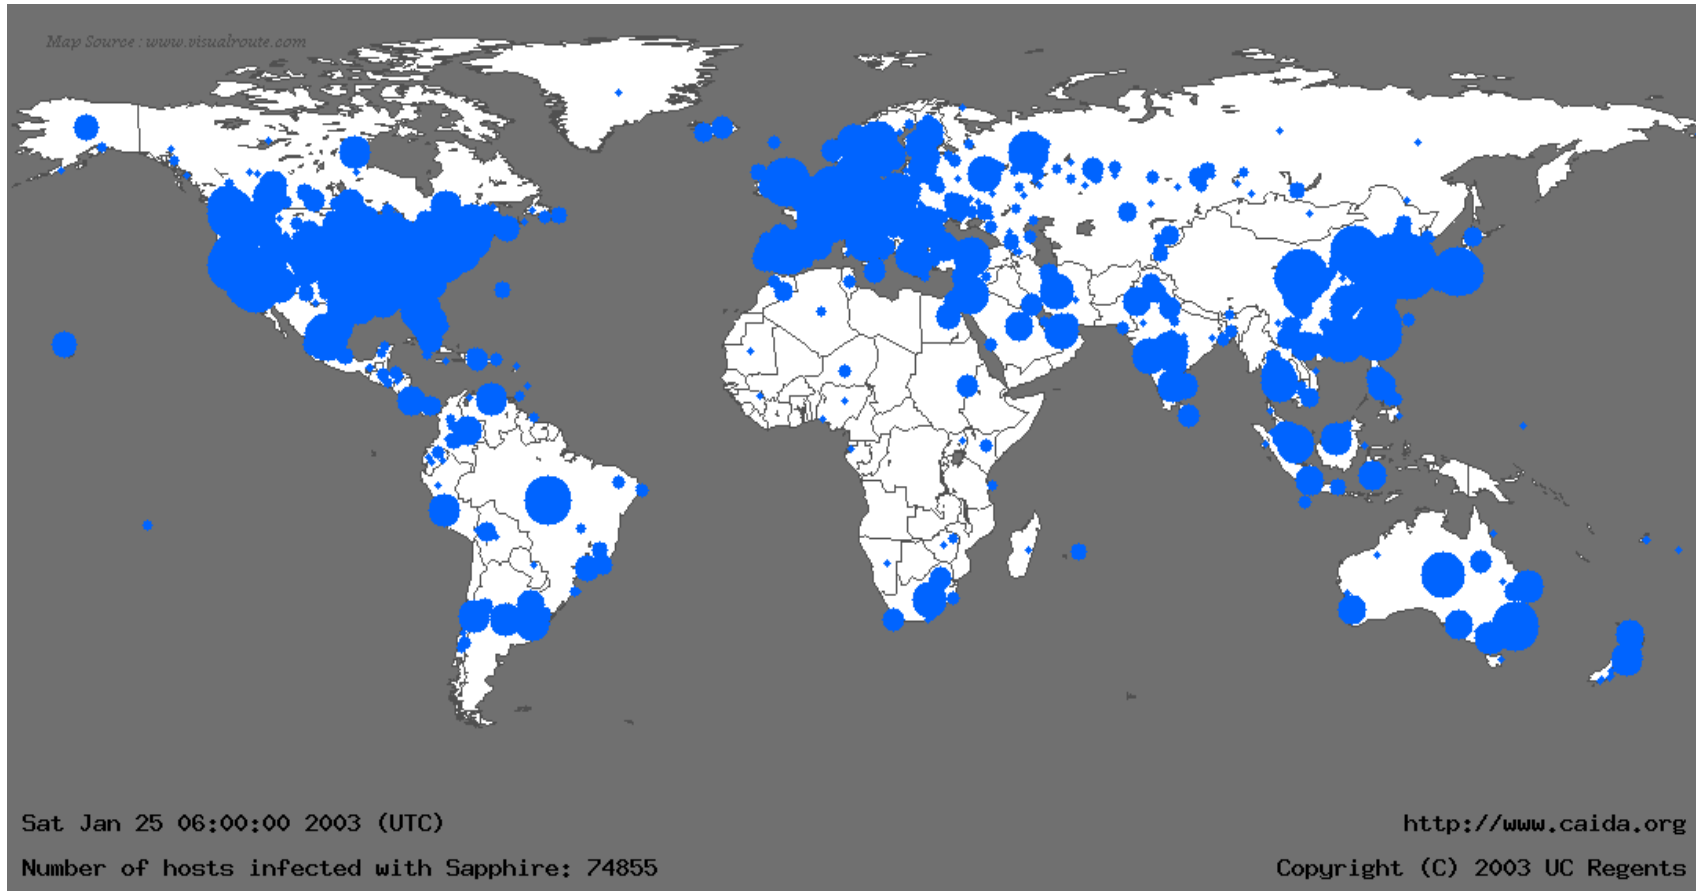 Map Source : www.visualroute.com
Sat Jan 25 06:00:00 2003 (UTC)
http://www.caida.org
Number of hosts infected with Sapphire: 74855
Copyright (C) 2003 UC Regents